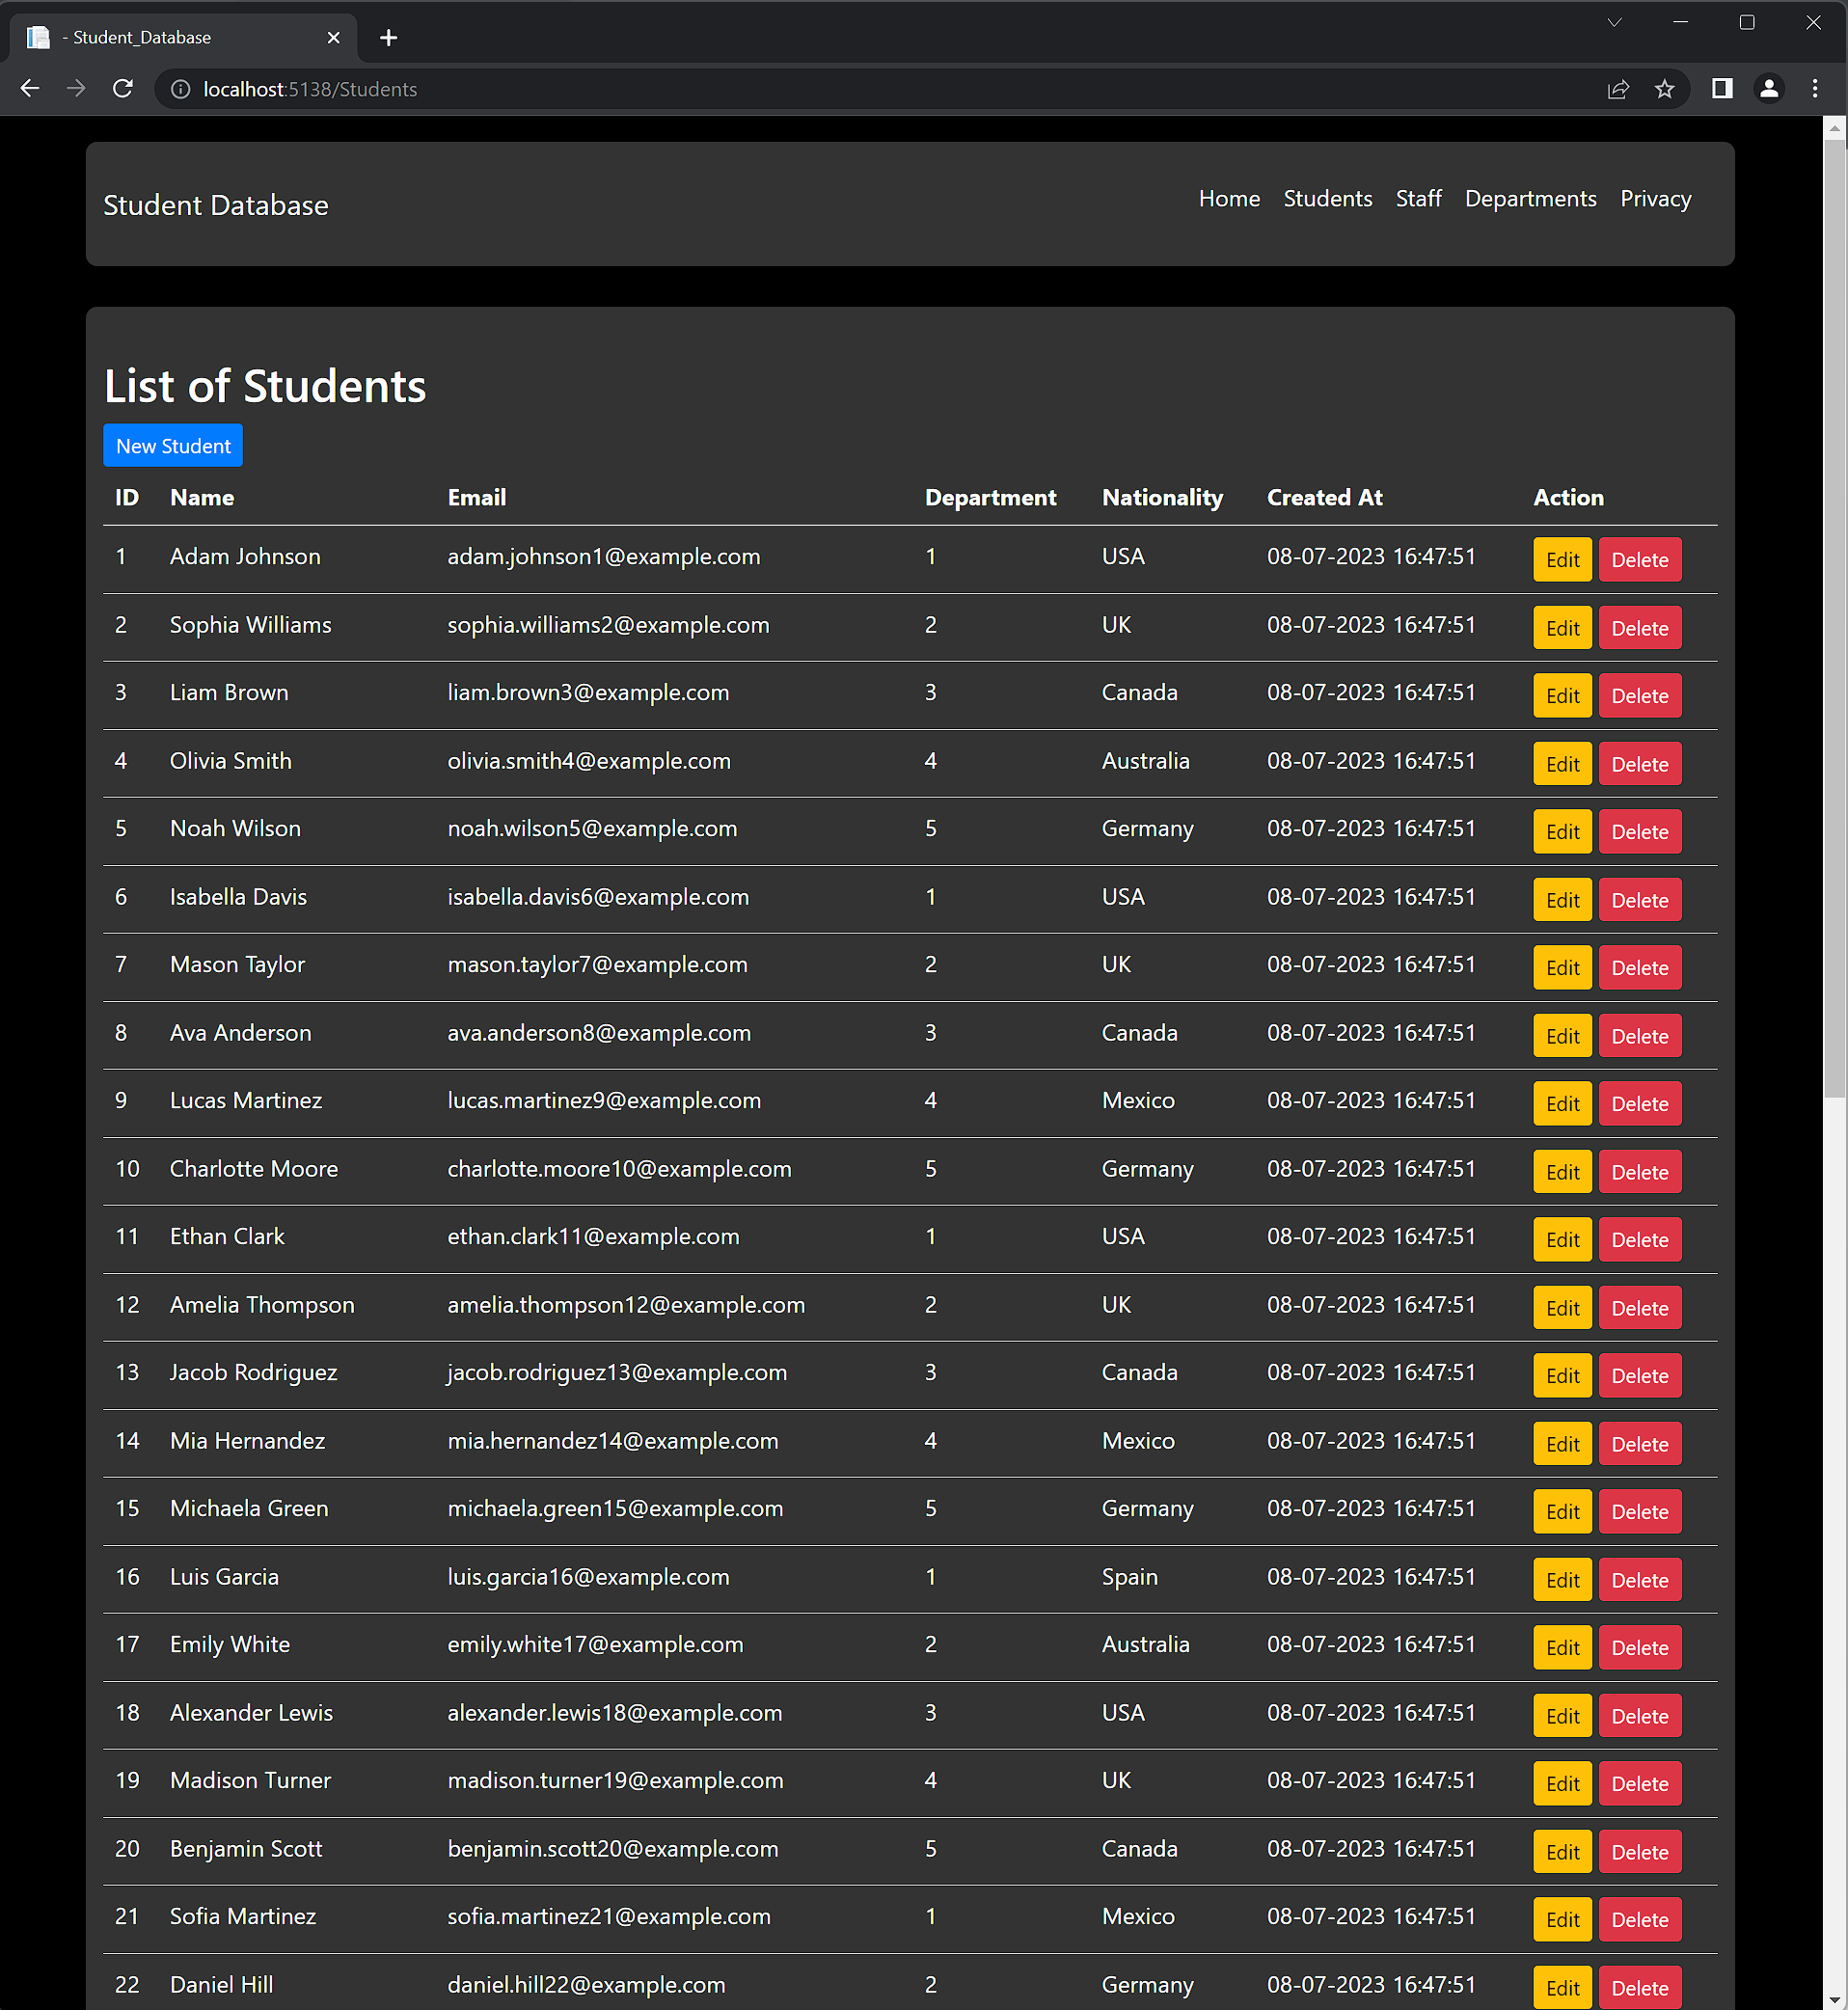 - Student_Database
localhost:5138/Students
Student Database
Home Students Staff Departments Privacy
List of Students
New Student
ID Name Email Department Nationality Created At Action
1 Adam Johnson adam.johnson1@example.com 1 USA 08-07-2023 16:47:51 Edit Delete
2 Sophia Williams sophia.williams2@example.com 2 UK 08-07-2023 16:47:51 Edit Delete
3 Liam Brown liam.brown3@example.com 3 Canada 08-07-2023 16:47:51 Edit Delete
4 Olivia Smith olivia.smith4@example.com 4 Australia 08-07-2023 16:47:51 Edit Delete
5 Noah Wilson noah.wilson5@example.com 5 Germany 08-07-2023 16:47:51 Edit Delete
6 Isabella Davis isabella.davis6@example.com 1 USA 08-07-2023 16:47:51 Edit Delete
7 Mason Taylor mason.taylor7@example.com 2 UK 08-07-2023 16:47:51 Edit Delete
8 Ava Anderson ava.anderson8@example.com 3 Canada 08-07-2023 16:47:51 Edit Delete
9 Lucas Martinez lucas.martinez9@example.com 4 Mexico 08-07-2023 16:47:51 Edit Delete
10 Charlotte Moore charlotte.moore10@example.com 5 Germany 08-07-2023 16:47:51 Edit Delete
11 Ethan Clark ethan.clark11@example.com 1 USA 08-07-2023 16:47:51 Edit Delete
12 Amelia Thompson amelia.thompson12@example.com 2 UK 08-07-2023 16:47:51 Edit Delete
13 Jacob Rodriguez jacob.rodriguez13@example.com 3 Canada 08-07-2023 16:47:51 Edit Delete
14 Mia Hernandez mia.hernandez14@example.com 4 Mexico 08-07-2023 16:47:51 Edit Delete
15 Michaela Green michaela.green15@example.com 5 Germany 08-07-2023 16:47:51 Edit Delete
16 Luis Garcia luis.garcia16@example.com 1 Spain 08-07-2023 16:47:51 Edit Delete
17 Emily White emily.white17@example.com 2 Australia 08-07-2023 16:47:51 Edit Delete
18 Alexander Lewis alexander.lewis18@example.com 3 USA 08-07-2023 16:47:51 Edit Delete
19 Madison Turner madison.turner19@example.com 4 UK 08-07-2023 16:47:51 Edit Delete
20 Benjamin Scott benjamin.scott20@example.com 5 Canada 08-07-2023 16:47:51 Edit Delete
21 Sofia Martinez sofia.martinez21@example.com 1 Mexico 08-07-2023 16:47:51 Edit Delete
22 Daniel Hill daniel.hill22@example.com 2 Germany 08-07-2023 16:47:51 Edit Delete